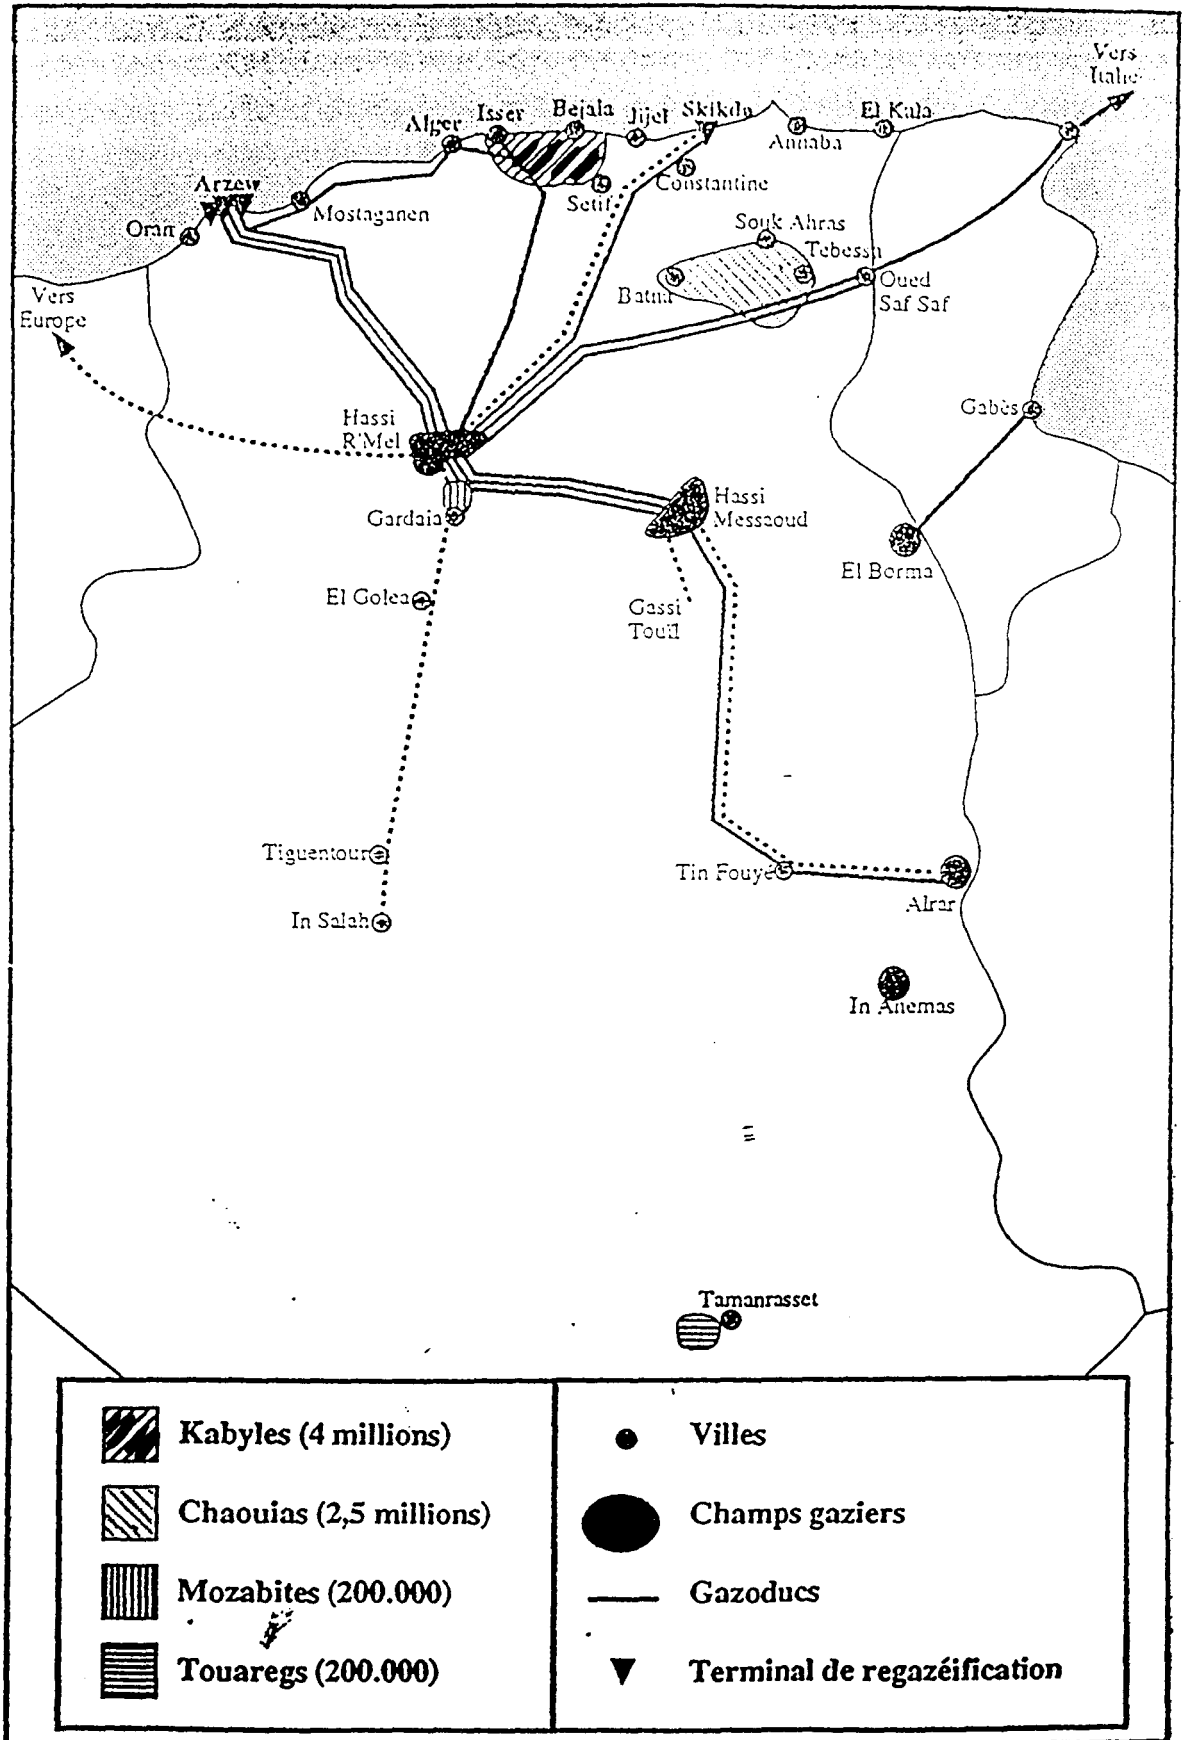 Vers
Italie
Alger
Isser
Bejala
Jijel
Skikda
Annaba
El Kala
Arzew
Mostaganen
Oran
Setif
Constantine
Souk Ahras
Tebessa
Batna
Oued
Saf Saf
Vers
Europe
Hassi
R'Mel
Gabès
Gardaia
Hassi
Messaoud
El Borma
El Golea
Gassi
Touil
Tiguentour
In Salah
Tin Fouyé
Alrar
In Anemas
Tamanrasset
Kabyles (4 millions)
Chaouias (2,5 millions)
Mozabites (200.000)
Touaregs (200.000)
Villes
Champs gaziers
Gazoducs
Terminal de regazéification